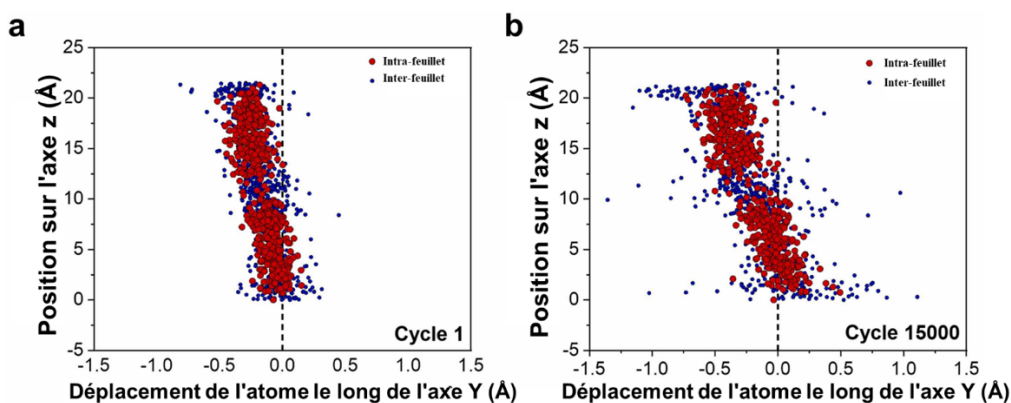 a
25
20
15
10
5
0
-5
Position sur l'axe z (Å)
Intra-feuillet
Inter-feuillet
Cycle 1
-1.5 -1.0 -0.5 0.0 0.5 1.0 1.5
Déplacement de l'atome le long de l'axe Y (Å)
b
25
20
15
10
5
0
-5
Position sur l'axe z (Å)
Intra-feuillet
Inter-feuillet
Cycle 15000
-1.5 -1.0 -0.5 0.0 0.5 1.0 1.5
Déplacement de l'atome le long de l'axe Y (Å)